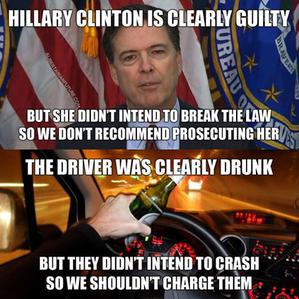 HILLARY CLINTON IS CLEARLY GUILTY
BUT SHE DIDN'T INTEND TO BREAK THE LAW
SO WE DON'T RECOMMEND PROSECUTING HER
THE DRIVER WAS CLEARLY DRUNK
BUT THEY DIDN'T INTEND TO CRASH
SO WE SHOULDN'T CHARGE THEM